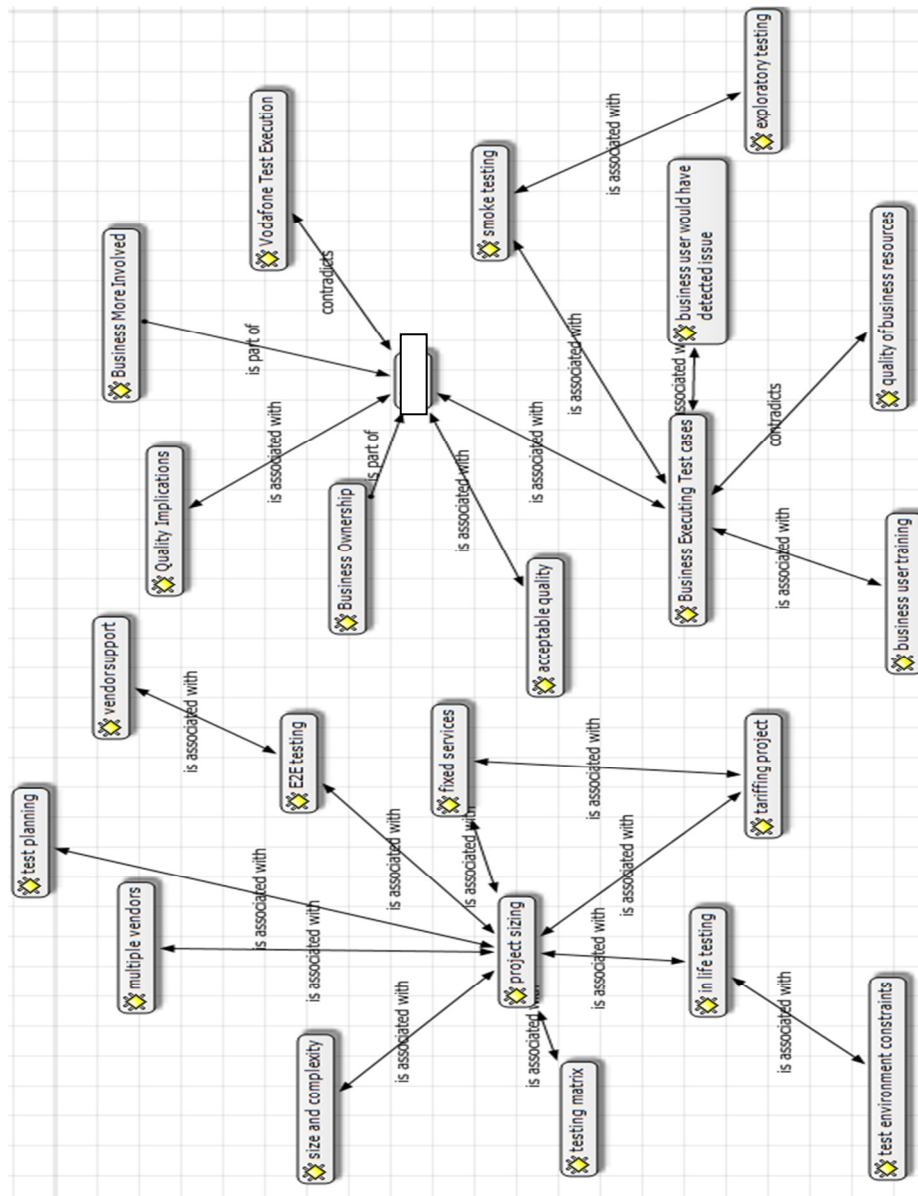 test planning
multiple vendors
size and complexity
vendor support
E2E testing
fixed services
project sizing
testing matrix
in life testing
tariffing project
test environment constraints
is associated with
is associated with
is associated with
is associated with
is associated with
is associated with
is associated with
is associated with
is associated with
is associated with
is associated with
Business More Involved
Vodafone Test Execution
Quality Implications
Business Ownership
acceptable quality
smoke testing
exploratory testing
business user would have
detected issue
Business Executing Test cases
quality of business resources
business user training
is part of
contradicts
is associated with
is part of
is associated with
is associated with
is associated with
is associated with
associated w
contradicts
is associated with